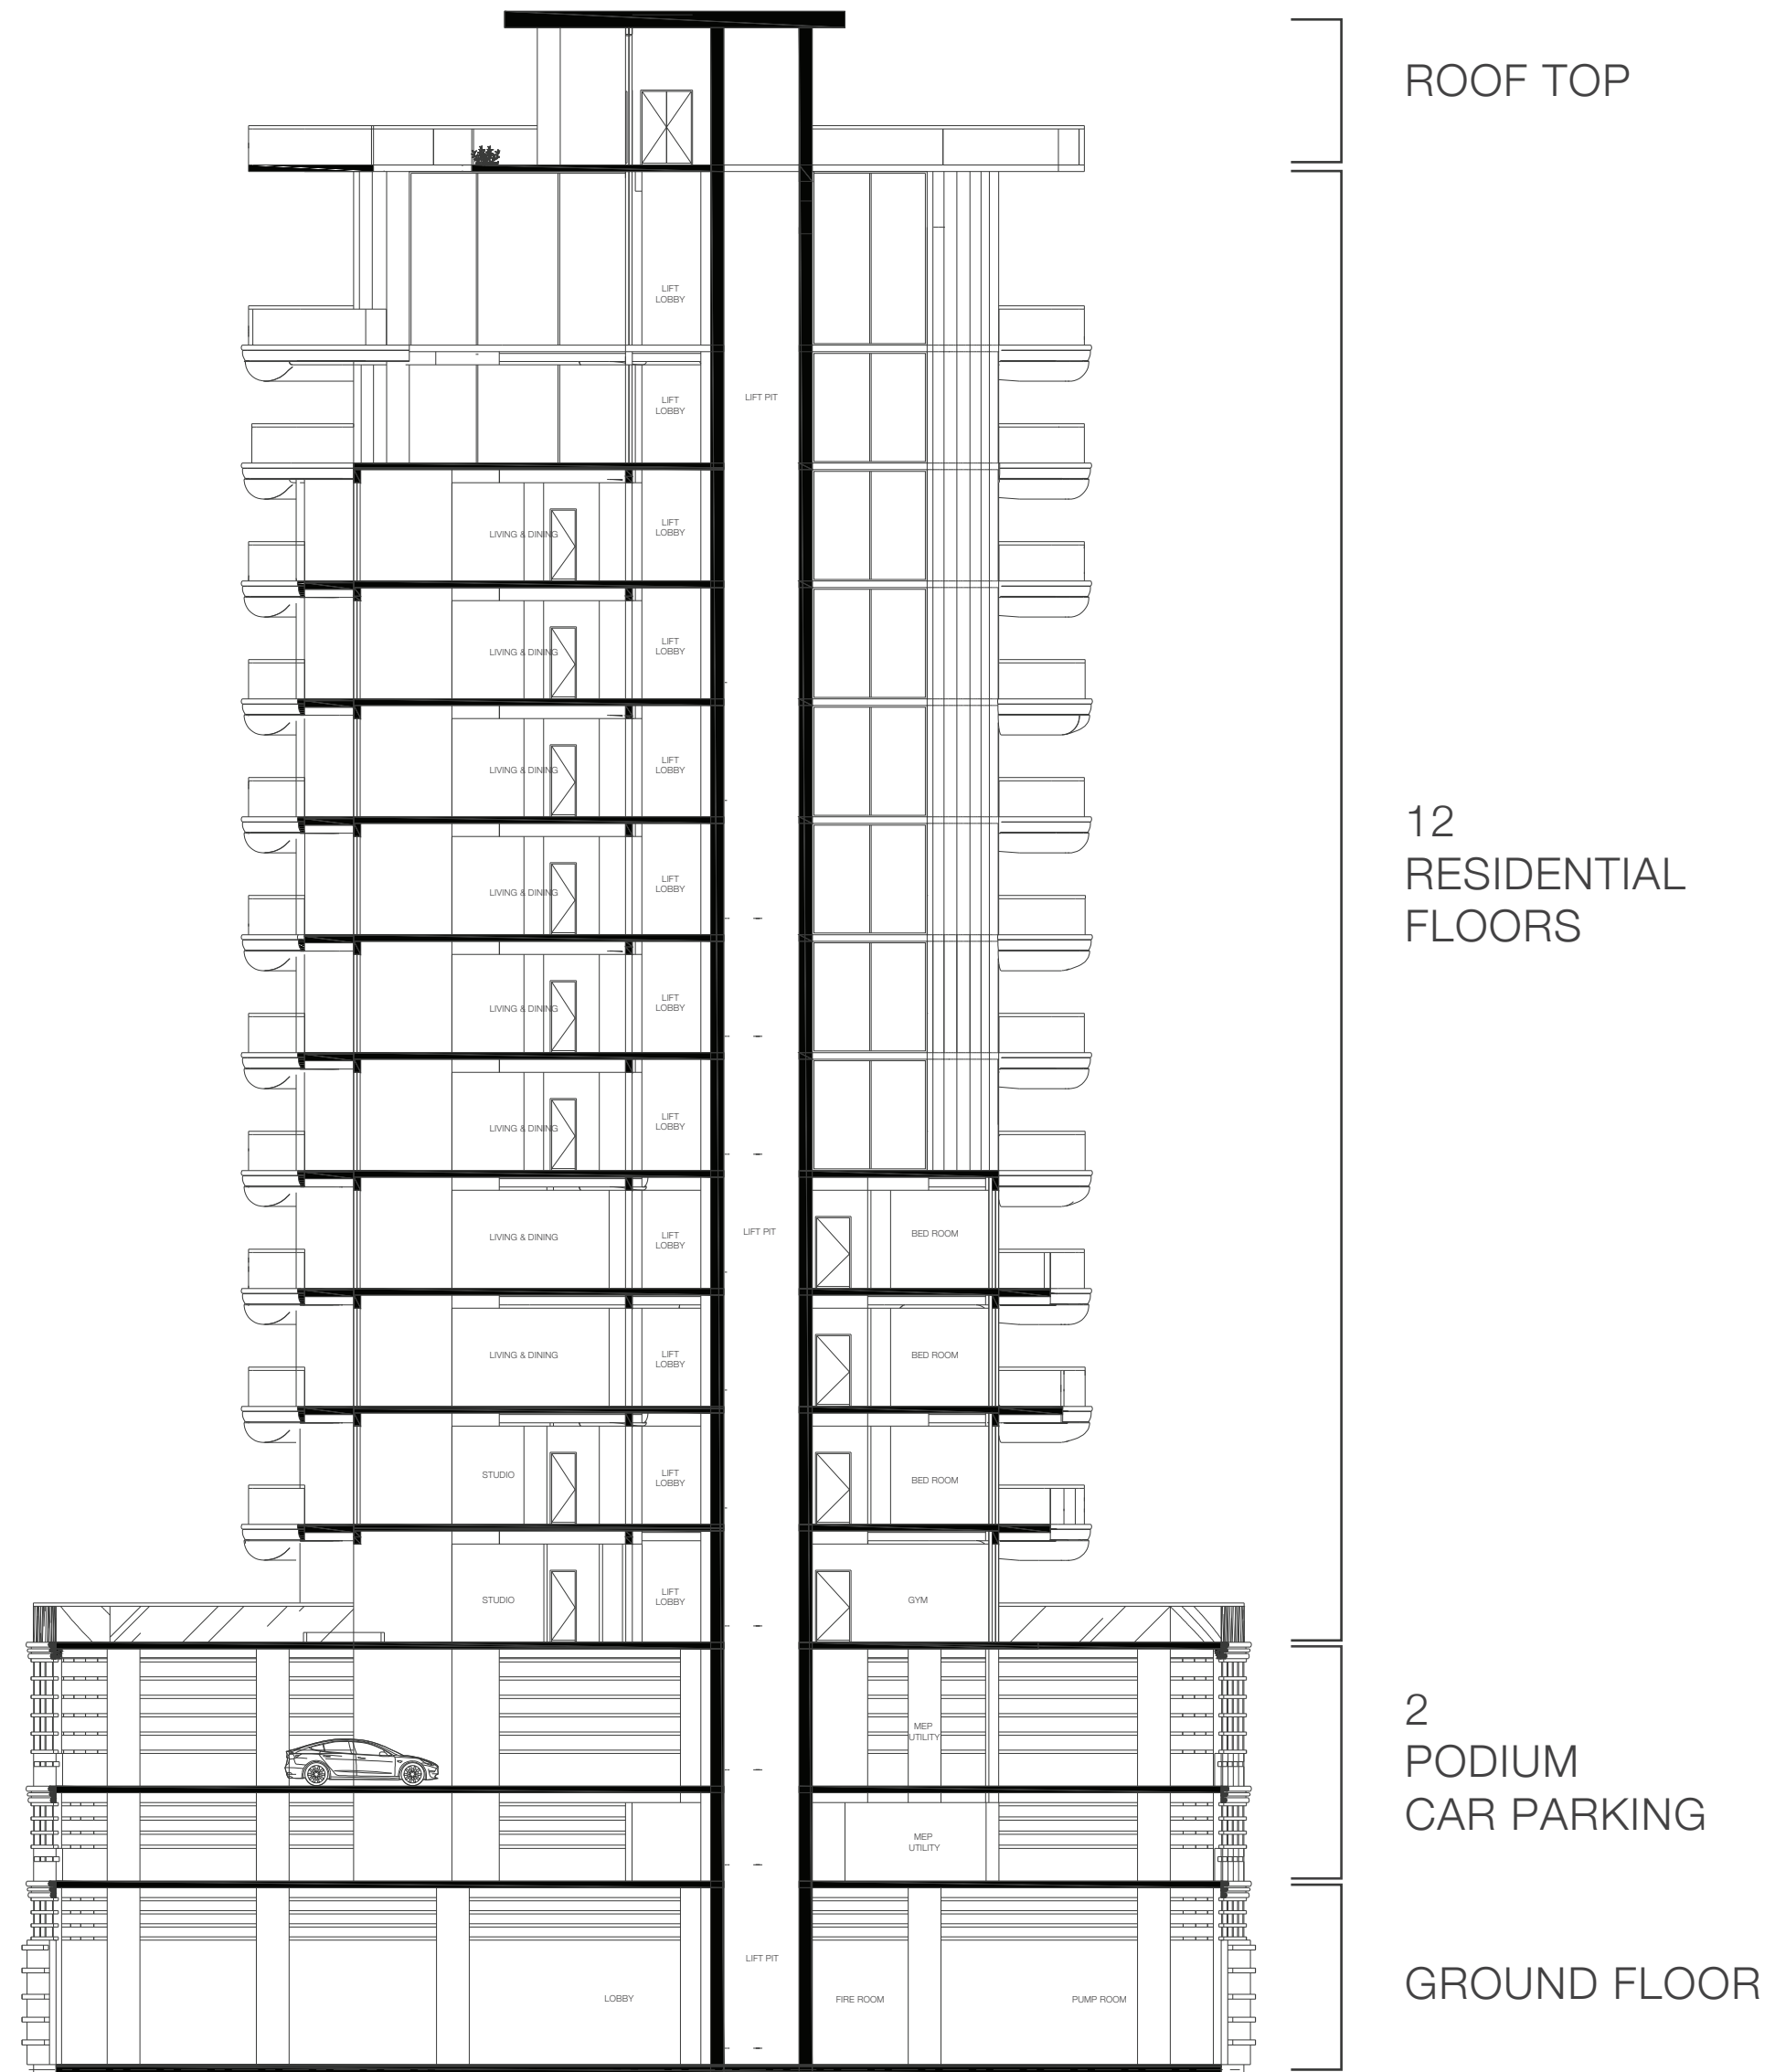 ROOF TOP
LIFT
LOBBY
LIFT
LOBBY
LIFT PIT
LIVING & DINING
LIFT
LOBBY
LIVING & DINING
LIFT
LOBBY
LIVING & DINING
LIFT
LOBBY
12
RESIDENTIAL
FLOORS
LIVING & DINING
LIFT
LOBBY
LIVING & DINING
LIFT
LOBBY
LIVING & DINING
LIFT
LOBBY
LIVING & DINING
LIFT
LOBBY
LIFT PIT
BED ROOM
LIVING & DINING
LIFT
LOBBY
BED ROOM
STUDIO
LIFT
LOBBY
BED ROOM
STUDIO
LIFT
LOBBY
GYM
MEP
UTILITY
2
PODIUM
CAR PARKING
MEP
UTILITY
LIFT PIT
GROUND FLOOR
LOBBY
FIRE ROOM
PUMP ROOM